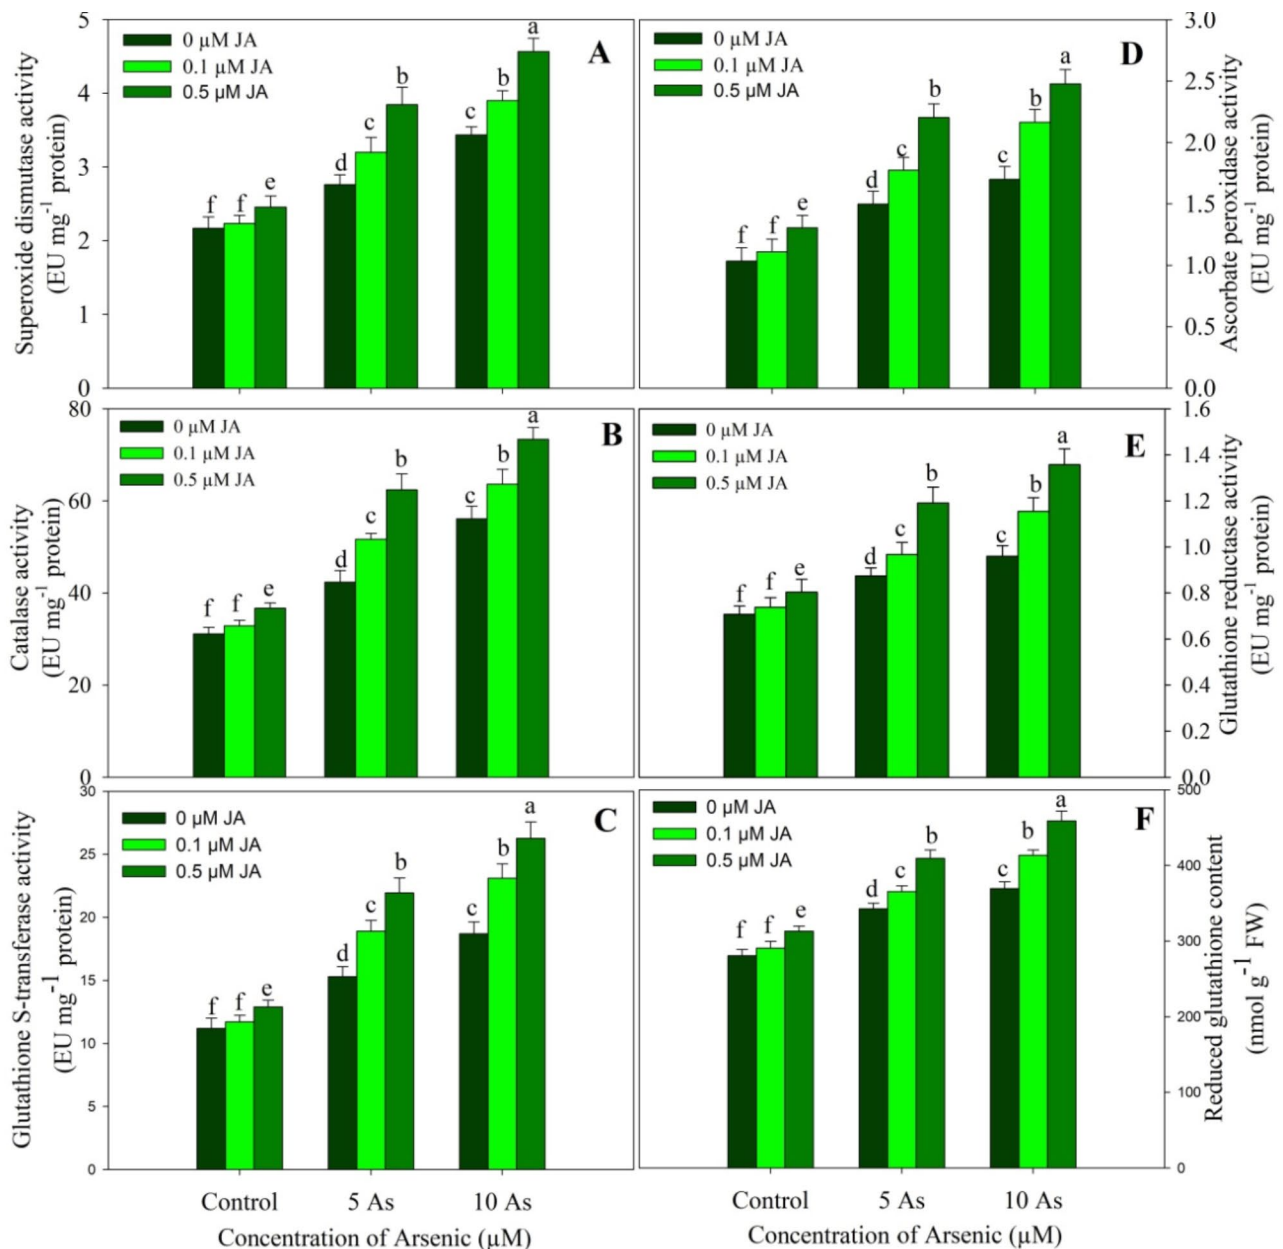 Superoxide dismutase activity
(EU mg-1 protein)
5
4
3
2
1
0
0 µM JA
0.1 µM JA
0.5 µM JA
A
f
f
e
d
c
b
c
b
a
0 µM JA
0.1 µM JA
0.5 µM JA
D
f
f
e
d
c
b
c
b
a
3.0
2.5
2.0
1.5
1.0
0.5
0.0
Ascorbate peroxidase activity
(EU mg-1 protein)
Catalase activity
(EU mg-1 protein)
80
60
40
20
0
0 µM JA
0.1 µM JA
0.5 µM JA
B
f
f
e
d
c
b
c
b
a
0 µM JA
0.1 µM JA
0.5 µM JA
E
f
f
e
d
c
b
c
b
a
1.6
1.4
1.2
1.0
0.8
0.6
0.4
0.2
0.0
Glutathione reductase activity
(EU mg-1 protein)
Glutathione S-transferase activity
(EU mg-1 protein)
30
25
20
15
10
5
0
0 µM JA
0.1 µM JA
0.5 µM JA
C
f
f
e
d
c
b
c
b
a
0 µM JA
0.1 µM JA
0.5 µM JA
F
f
f
e
d
c
b
c
b
a
500
400
300
200
100
0
Reduced glutathione content
(nmol g-1 FW)
Control
5 As
10 As
Concentration of Arsenic (µM)
Control
5 As
10 As
Concentration of Arsenic (µM)